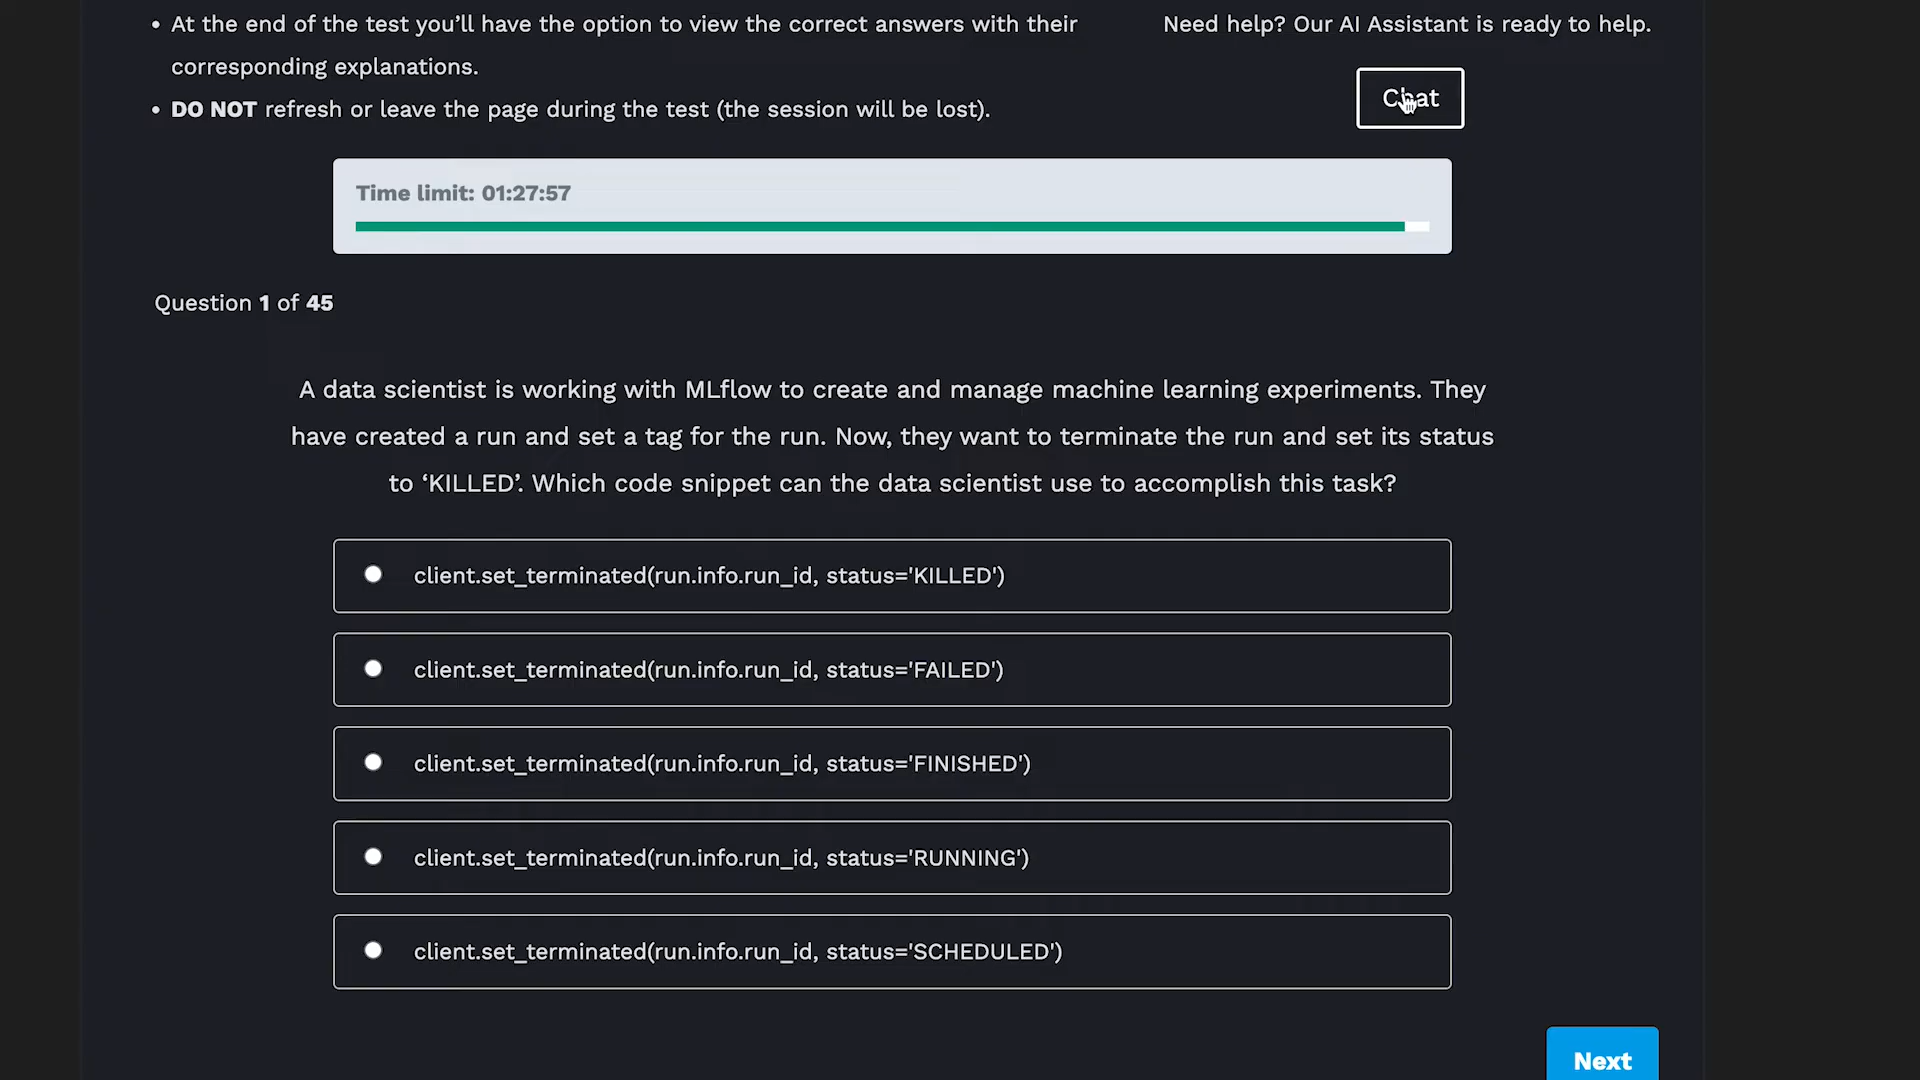 • At the end of the test you’ll have the option to view the correct answers with their
corresponding explanations.
• DO NOT refresh or leave the page during the test (the session will be lost).
Need help? Our AI Assistant is ready to help.
Chat
Time limit: 01:27:57
Question 1 of 45
A data scientist is working with MLflow to create and manage machine learning experiments. They
have created a run and set a tag for the run. Now, they want to terminate the run and set its status
to ‘KILLED’. Which code snippet can the data scientist use to accomplish this task?
client.set_terminated(run.info.run_id, status='KILLED')
client.set_terminated(run.info.run_id, status='FAILED')
client.set_terminated(run.info.run_id, status='FINISHED')
client.set_terminated(run.info.run_id, status='RUNNING')
client.set_terminated(run.info.run_id, status='SCHEDULED')
Next